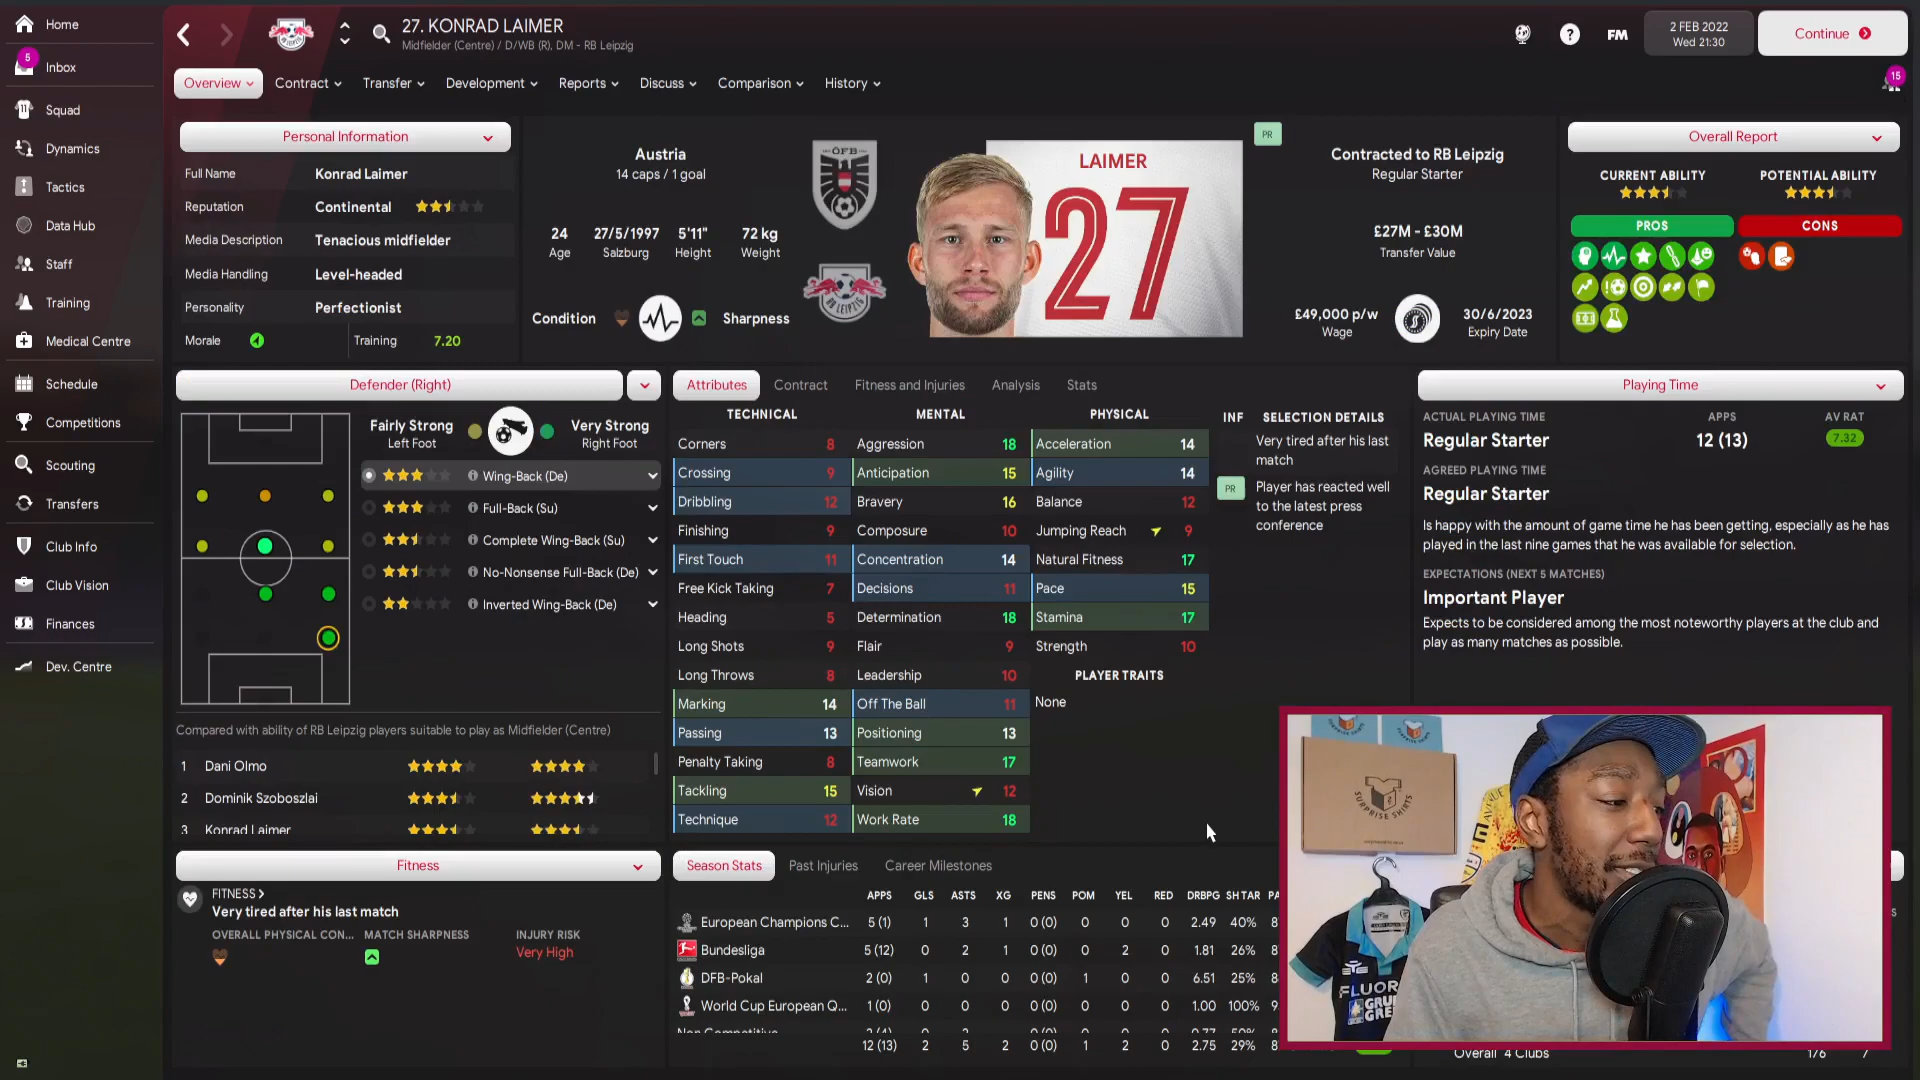 Home
5
Inbox
Squad
Dynamics
Tactics
Data Hub
Staff
Training
Medical Centre
Schedule
Competitions
Scouting
Transfers
Club Info
Club Vision
Finances
Dev. Centre
27. KONRAD LAIMER
Midfielder (Centre) / D/WB (R), DM - RB Leipzig
FM
2 FEB 2022
Wed 21:30
Continue
Overview Contract Transfer Development Reports Discuss Comparison History
15
Personal Information
Full Name Konrad Laimer
Reputation Continental
Media Description Tenacious midfielder
Media Handling Level-headed
Personality Perfectionist
Morale Training 7.20
Austria
14 caps / 1 goal
24 27/5/1997 5'11" 72 kg
Age Salzburg Height Weight
Condition Sharpness
ÖFB
RB LEIPZIG
LAIMER
27
PR
Contracted to RB Leipzig
Regular Starter
£27M - £30M
Transfer Value
£49,000 p/w 30/6/2023
Wage Expiry Date
Overall Report
CURRENT ABILITY POTENTIAL ABILITY
PROS CONS
Defender (Right)
Fairly Strong Very Strong
Left Foot Right Foot
Wing-Back (De)
Full-Back (Su)
Complete Wing-Back (Su)
No-Nonsense Full-Back (De)
Inverted Wing-Back (De)
Compared with ability of RB Leipzig players suitable to play as Midfielder (Centre)
1 Dani Olmo
2 Dominik Szoboszlai
3 Konrad Laimer
Fitness
FITNESS
Very tired after his last match
OVERALL PHYSICAL CON... MATCH SHARPNESS INJURY RISK
Very High
Attributes Contract Fitness and Injuries Analysis Stats
TECHNICAL MENTAL PHYSICAL
Corners 8 Aggression 18 Acceleration 14
Crossing 9 Anticipation 15 Agility 14
Dribbling 12 Bravery 16 Balance 12
Finishing 9 Composure 10 Jumping Reach 9
First Touch 11 Concentration 14 Natural Fitness 17
Free Kick Taking 7 Decisions 11 Pace 15
Heading 5 Determination 18 Stamina 17
Long Shots 9 Flair 9 Strength 10
Long Throws 8 Leadership 10 PLAYER TRAITS
Marking 14 Off The Ball 11 None
Passing 13 Positioning 13
Penalty Taking 8 Teamwork 17
Tackling 15 Vision 12
Technique 12 Work Rate 18
INF SELECTION DETAILS
Very tired after his last
match
PR Player has reacted well
to the latest press
conference
Playing Time
ACTUAL PLAYING TIME APPS AV RAT
Regular Starter 12 (13) 7.32
AGREED PLAYING TIME
Regular Starter
Is happy with the amount of game time he has been getting, especially as he has
played in the last nine games that he was available for selection.
EXPECTATIONS (NEXT 5 MATCHES)
Important Player
Expects to be considered among the most noteworthy players at the club and
play as many matches as possible.
Season Stats Past Injuries Career Milestones
APPS GLS ASTS XG PENS POM YEL RED DRBPG SH TAR PA
European Champions C... 5 (1) 1 3 1 0 (0) 0 0 0 2.49 40% 8
Bundesliga 5 (12) 0 2 1 0 (0) 0 2 0 1.81 26% 8
DFB-Pokal 2 (0) 1 0 0 0 (0) 1 0 0 6.51 25% 8
World Cup European Q... 1 (0) 0 0 0 0 (0) 0 0 0 1.00 100% 9
Non Competitive
12 (13) 2 5 2 0 (0) 1 2 0 2.75 29% 8
Overall 4 Clubs 176 7
SURPRISE SHIRTS
FLUOR
GRU
GRE